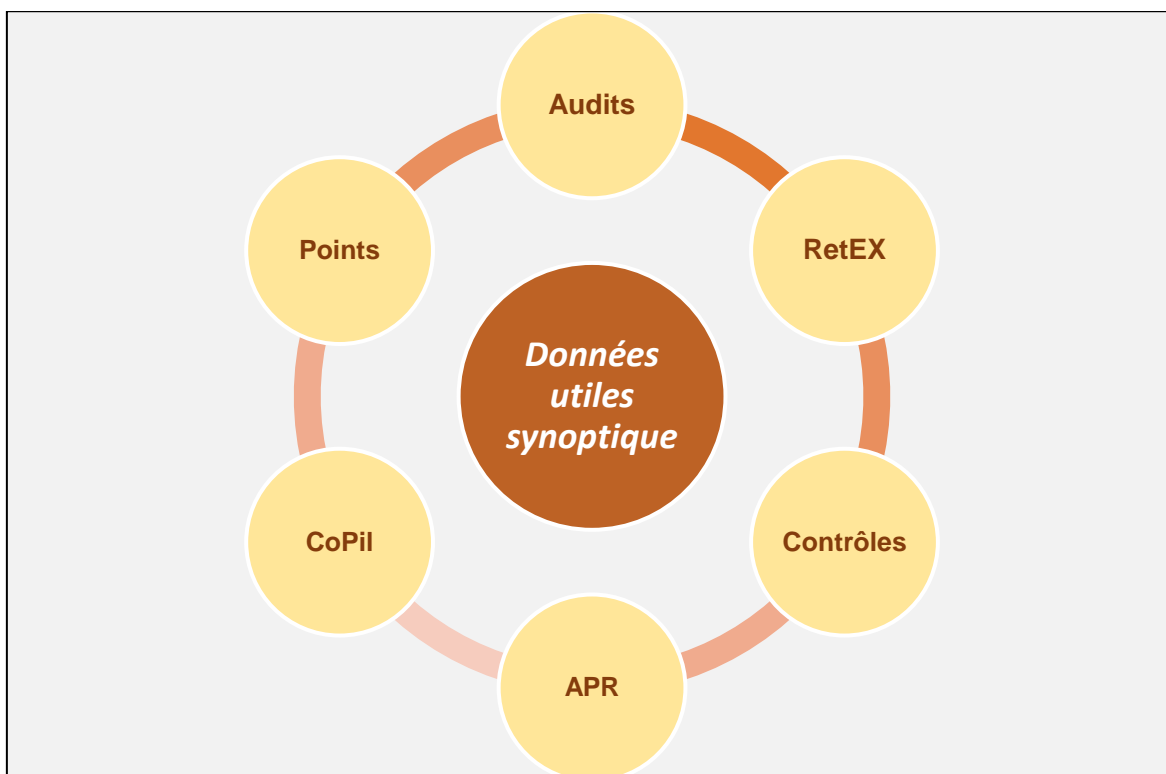 Audits
RetEX
Contrôles
APR
CoPil
Points
Données
utiles
synoptique